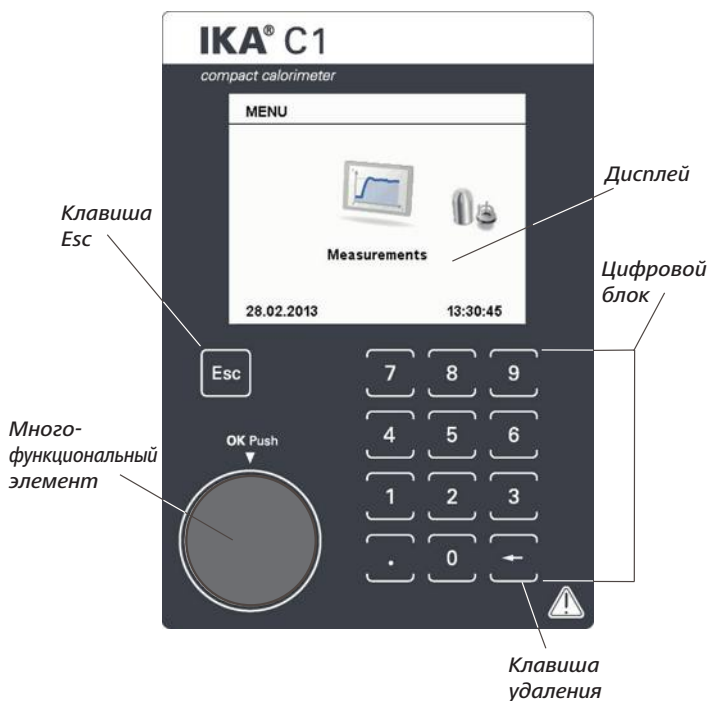 IKA® C1
compact calorimeter
MENU
Measurements
28.02.2013
13:30:45
Дисплей
Клавиша
Esc
Цифровой
блок
Esc
7 8 9
4 5 6
1 2 3
. 0 ←
OK Push
Много-
функциональный
элемент
Клавиша
удаления